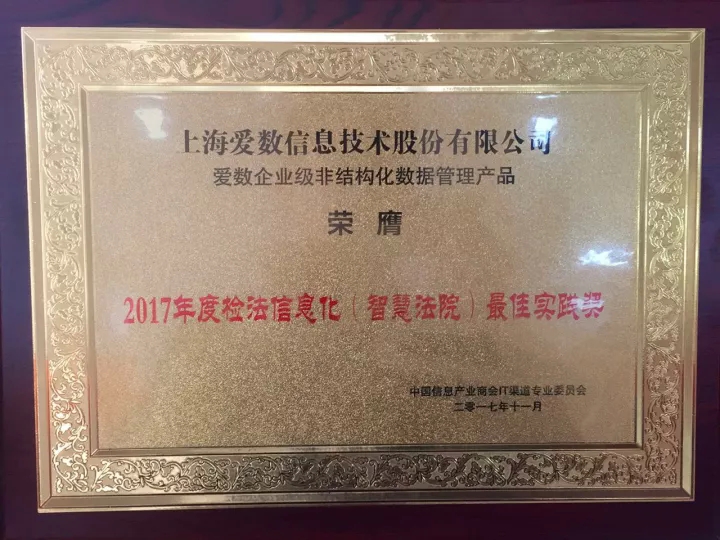 上海爱数信息技术股份有限公司
爱数企业级非结构化数据管理产品
荣膺
2017年度检法信息化（智慧法院）最佳实践奖
中国信息产业商会IT渠道专业委员会
二零一七年十一月